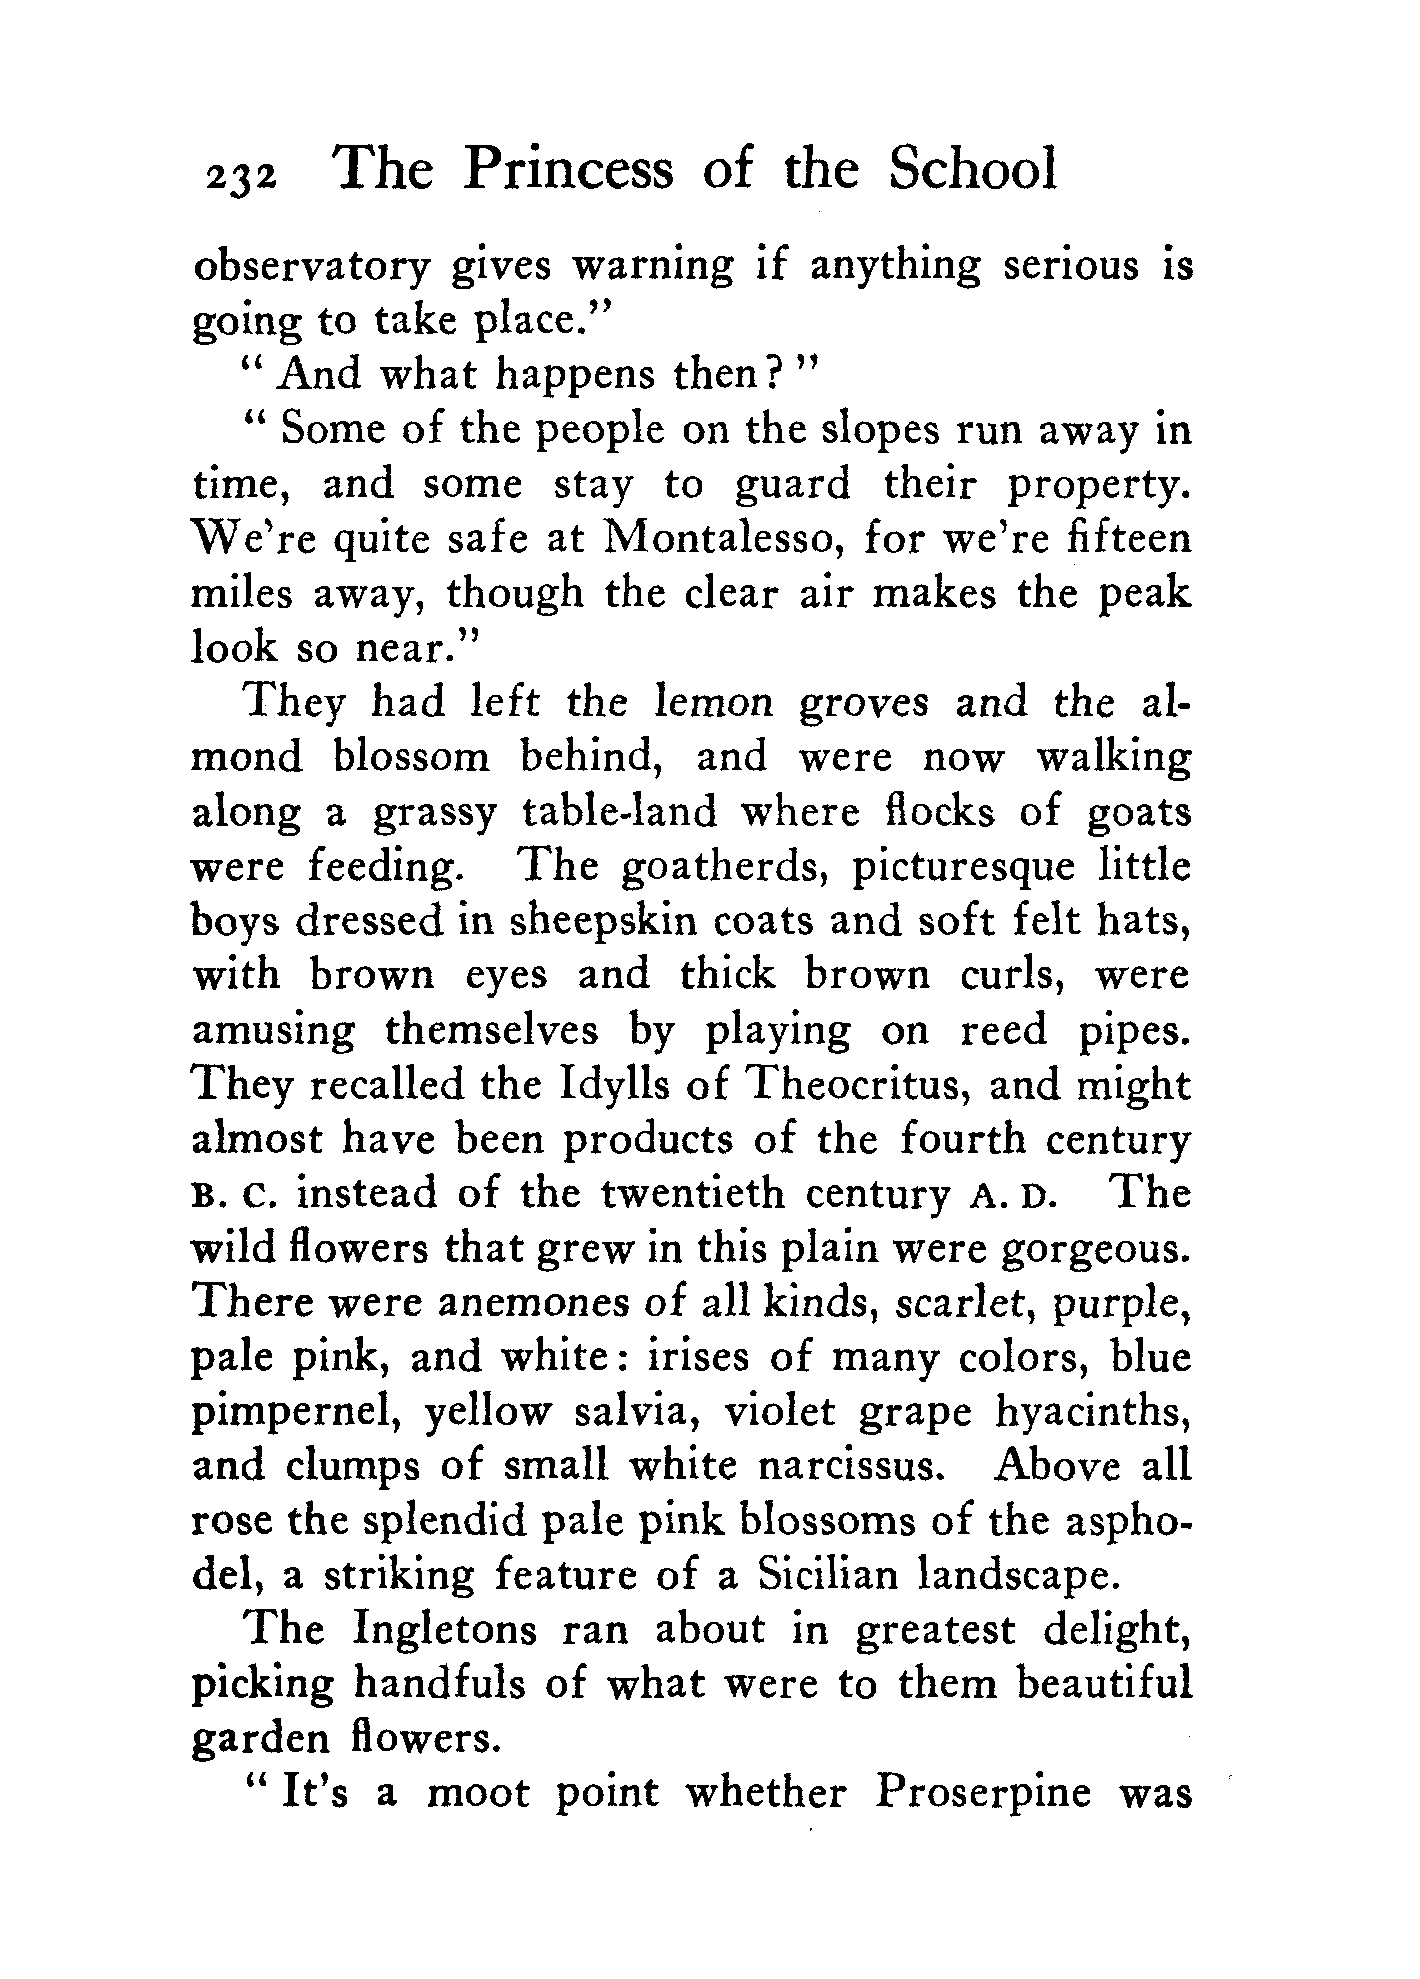 232 The Princess of the School
observatory gives warning if anything serious is
going to take place."
" And what happens then? "
" Some of the people on the slopes run away in
time, and some stay to guard their property.
We're quite safe at Montalesso, for we're fifteen
miles away, though the clear air makes the peak
look so near."
They had left the lemon groves and the al-
mond blossom behind, and were now walking
along a grassy table-land where flocks of goats
were feeding. The goatherds, picturesque little
boys dressed in sheepskin coats and soft felt hats,
with brown eyes and thick brown curls, were
amusing themselves by playing on reed pipes.
They recalled the Idylls of Theocritus, and might
almost have been products of the fourth century
B. C. instead of the twentieth century A. D. The
wild flowers that grew in this plain were gorgeous.
There were anemones of all kinds, scarlet, purple,
pale pink, and white: irises of many colors, blue
pimpernel, yellow salvia, violet grape hyacinths,
and clumps of small white narcissus. Above all
rose the splendid pale pink blossoms of the aspho-
del, a striking feature of a Sicilian landscape.
The Ingletons ran about in greatest delight,
picking handfuls of what were to them beautiful
garden flowers.
" It's a moot point whether Proserpine was